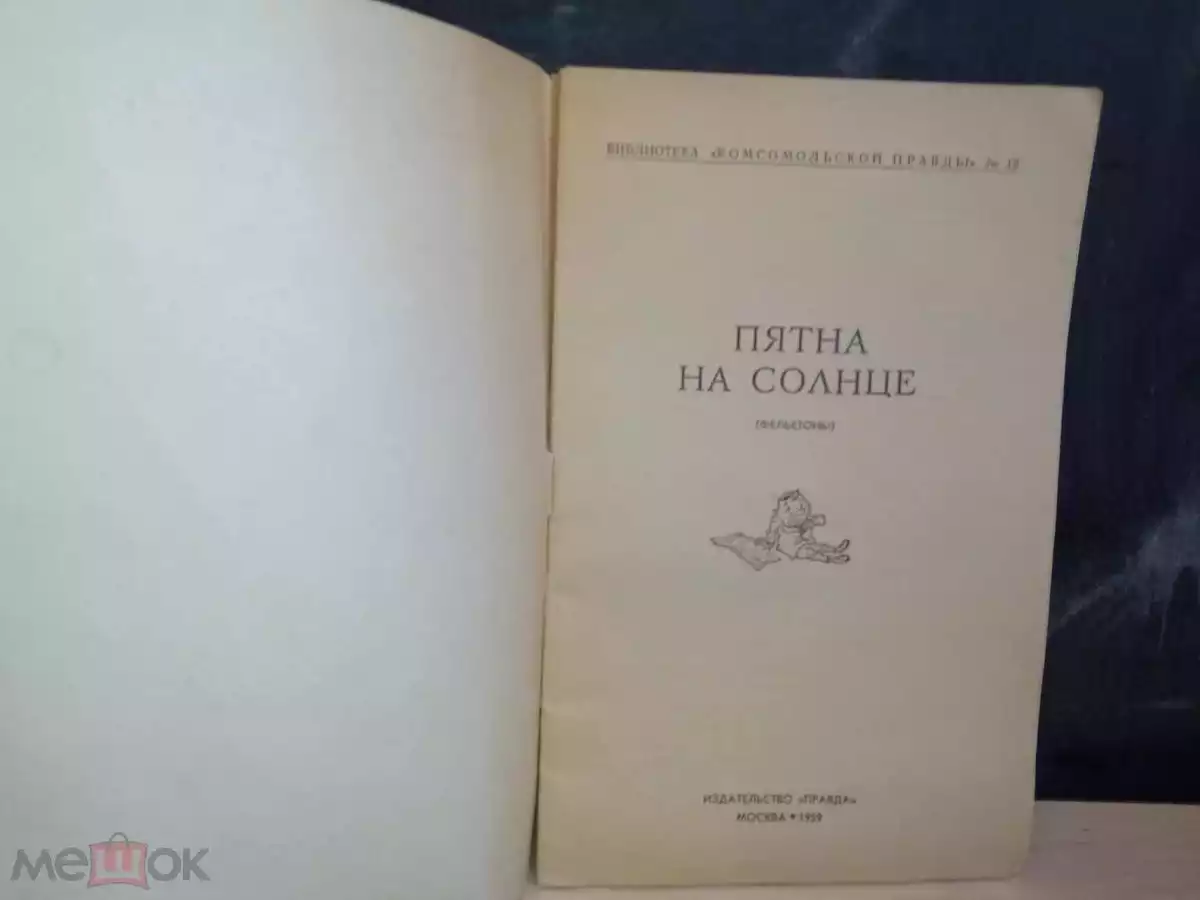 БИБЛИОТЕКА «КОМСОМОЛЬСКОЙ ПРАВДЫ» №
ПЯТНА
НА СОЛНЦЕ
(ФЕЛЬЕТОНЫ)
ИЗДАТЕЛЬСТВО «ПРАВДА»
МОСКВА • 1959
мешок